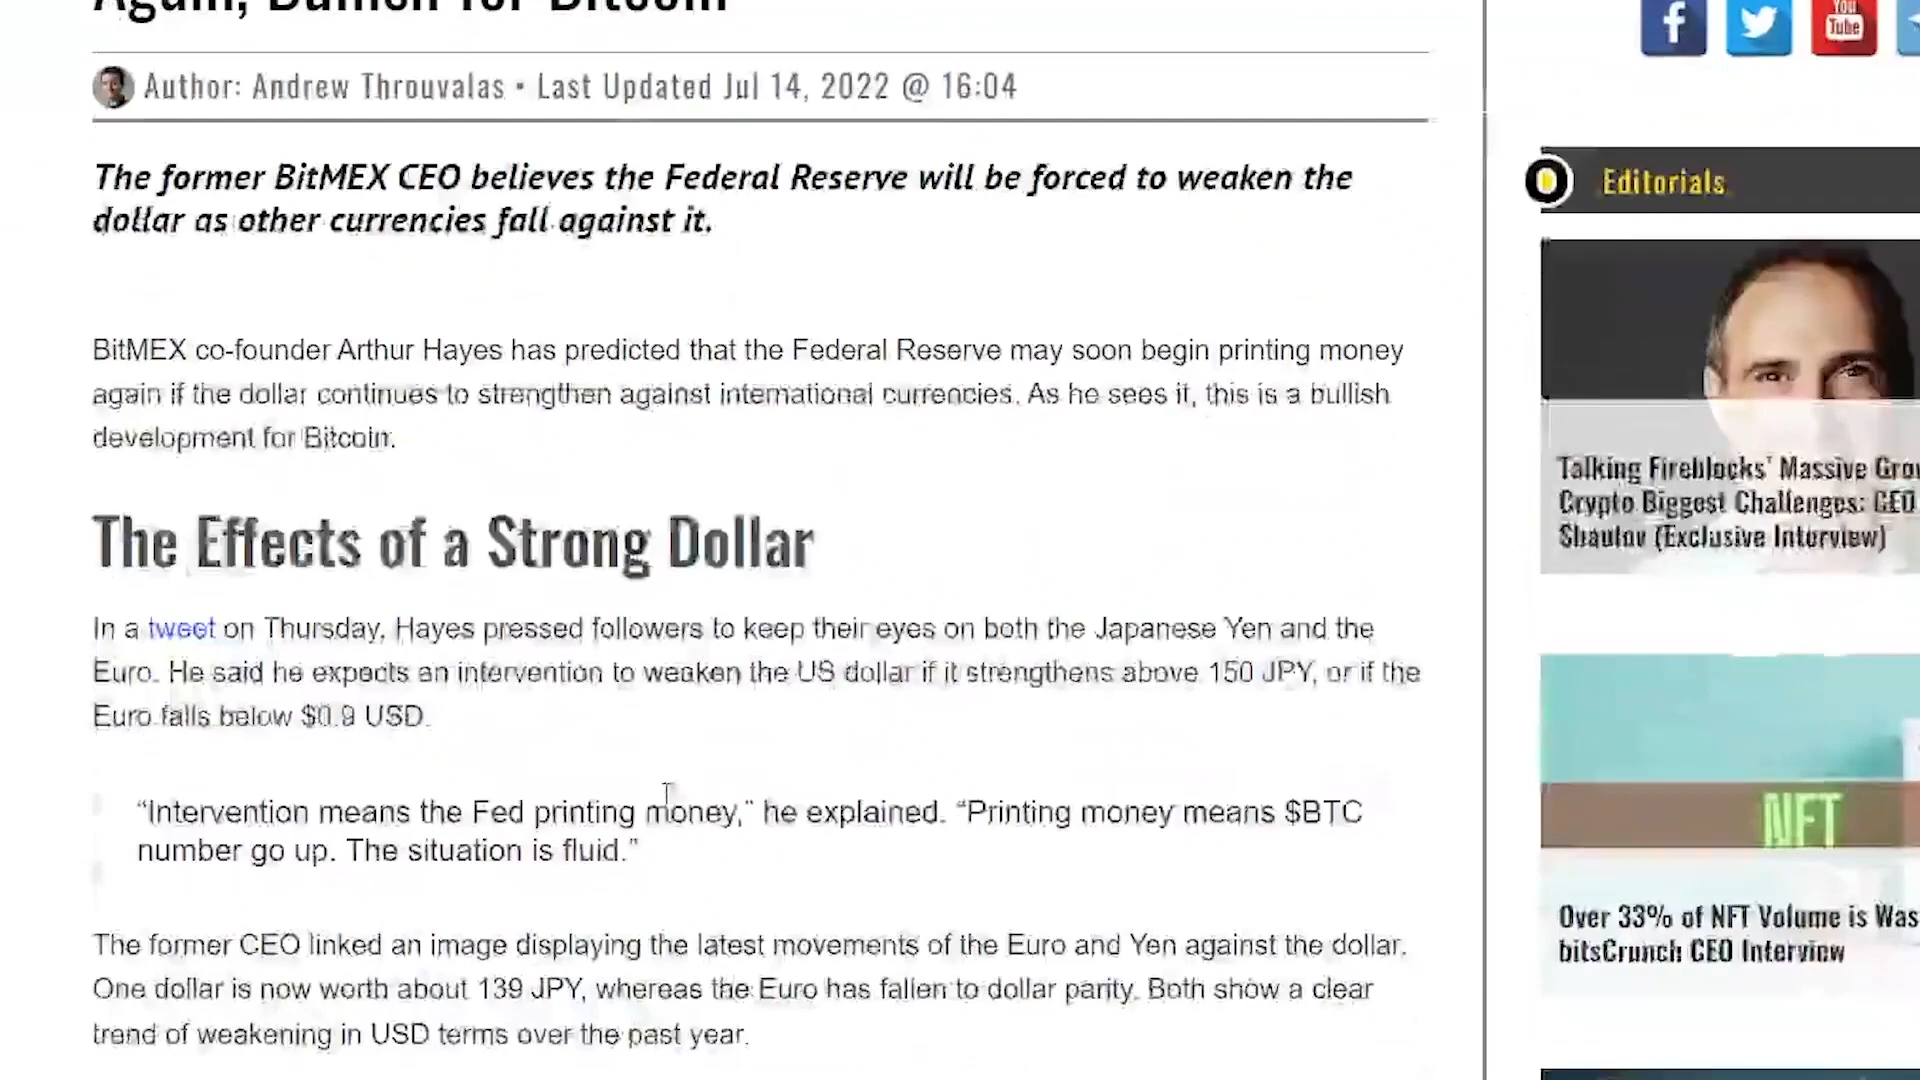 Again, Bullish for Bitcoin
Author: Andrew Throuvalas • Last Updated Jul 14, 2022 @ 16:04
The former BitMEX CEO believes the Federal Reserve will be forced to weaken the
dollar as other currencies fall against it.
BitMEX co-founder Arthur Hayes has predicted that the Federal Reserve may soon begin printing money
again if the dollar continues to strengthen against international currencies. As he sees it, this is a bullish
development for Bitcoin.
The Effects of a Strong Dollar
In a tweet on Thursday, Hayes pressed followers to keep their eyes on both the Japanese Yen and the
Euro. He said he expects an intervention to weaken the US dollar if it strengthens above 150 JPY, or if the
Euro falls below $0.9 USD.
“Intervention means the Fed printing money,” he explained. “Printing money means $BTC
number go up. The situation is fluid.”
The former CEO linked an image displaying the latest movements of the Euro and Yen against the dollar.
One dollar is now worth about 139 JPY, whereas the Euro has fallen to dollar parity. Both show a clear
trend of weakening in USD terms over the past year.
You
Tube
Editorials
Talking Fireblocks’ Massive
Crypto Biggest Challenges: CEO
Shaulov (Exclusive Interview)
NFT
Over 33% of NFT Volume is
bitsCrunch CEO Interview